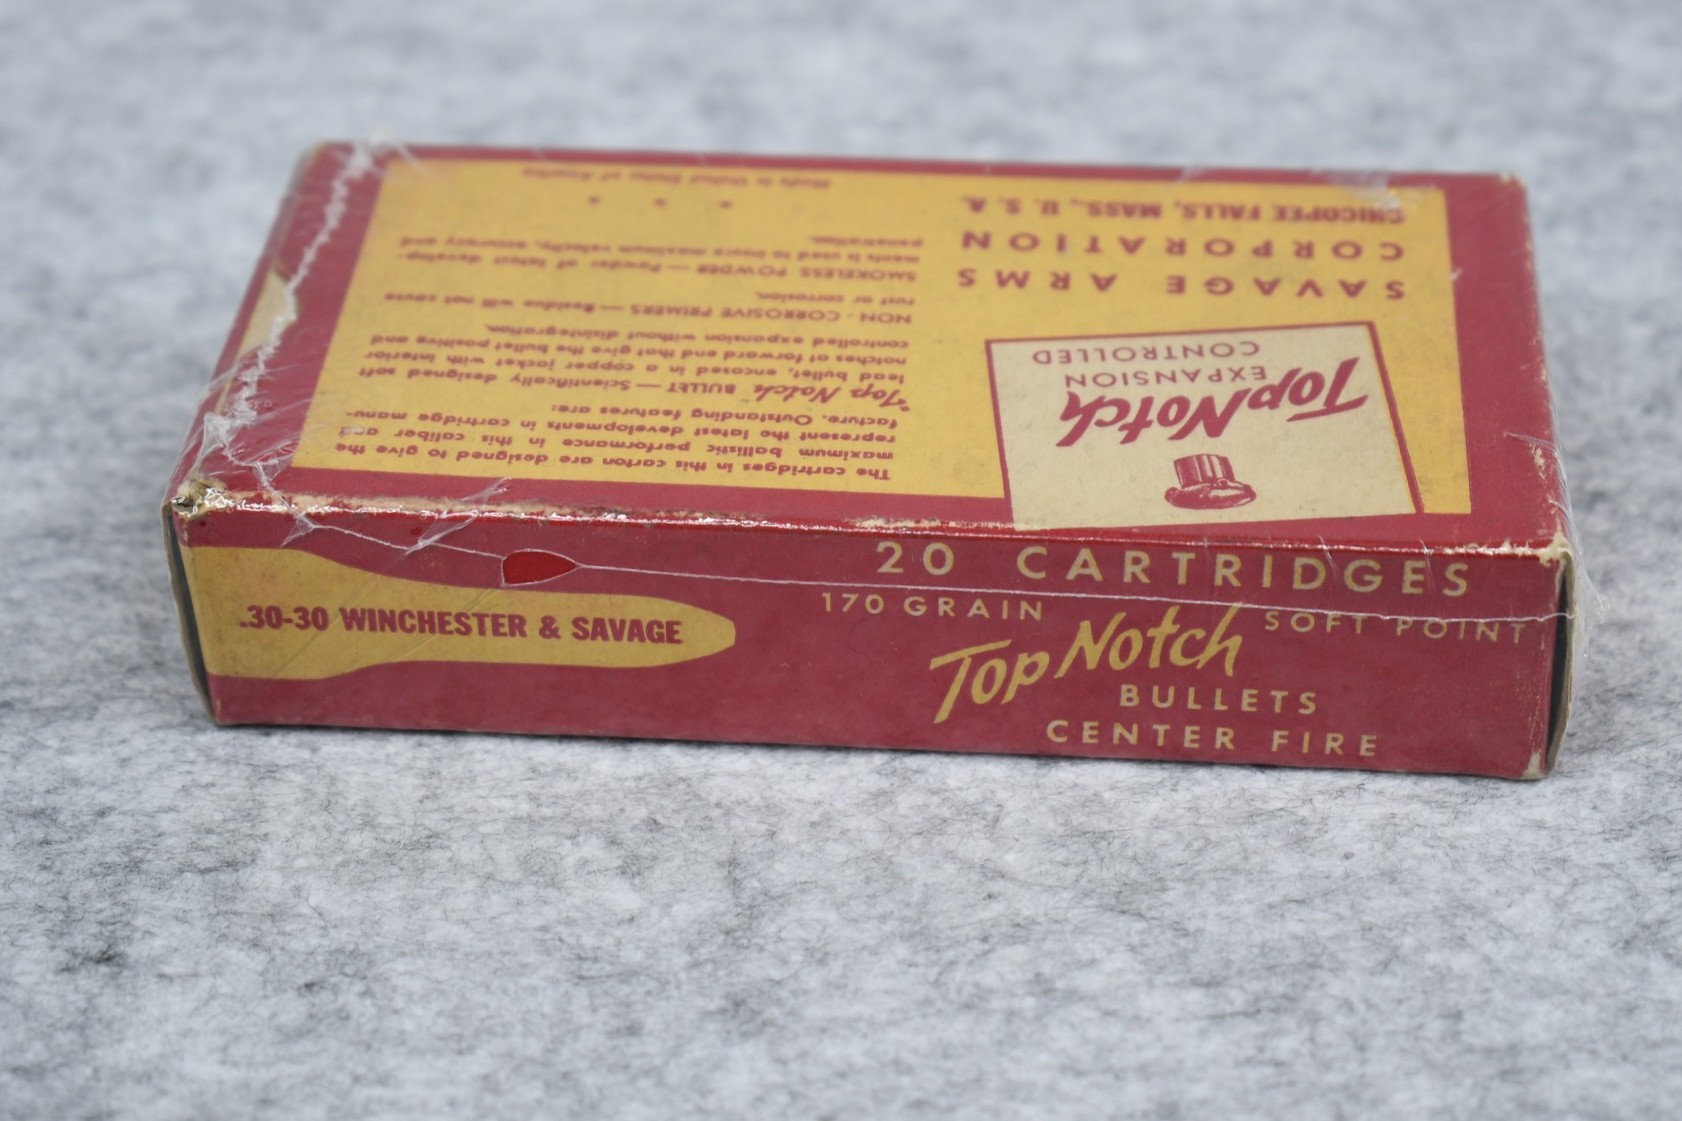 .30-30 WINCHESTER & SAVAGE
20 CARTRIDGES
170 GRAIN SOFT POINT
Top Notch
BULLETS
CENTER FIRE
Top Notch
EXPANSION
CONTROLLED
SAVAGE ARMS
CORPORATION
CHICOPEE FALLS, MASS., U. S. A.
The cartridges in this carton are designed to give the
maximum ballistic performance in this caliber and
represent the latest developments in cartridge manu-
facture. Outstanding features are:
"Top Notch" BULLET — Scientifically designed soft
lead bullet, encased in a copper jacket with interior
notches at forward end that give the bullet positive and
controlled expansion without disintegration.
NON-CORROSIVE PRIMERS — Residue will not cause
rust or corrosion.
SMOKELESS POWDER — Powder of latest develop-
ments is used to insure maximum velocity, accuracy and
penetration.
Made in United States of America